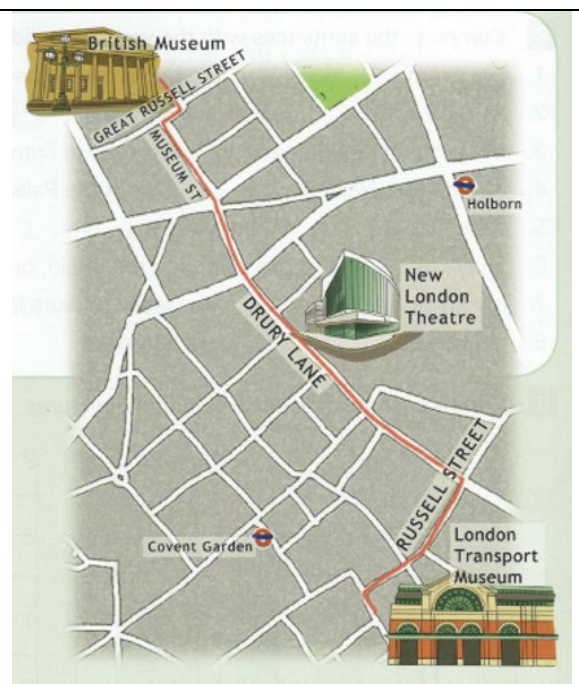 British Museum
GREAT RUSSELL STREET
MUSEUM ST
Holborn
New
London
Theatre
DRURY LANE
RUSSELL STREET
Covent Garden
London
Transport
Museum